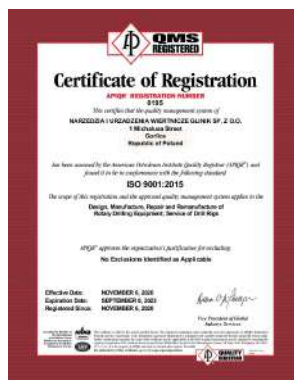 QMS
REGISTERED
Certificate of Registration
APIQR® REGISTRATION NUMBER
0195
This certifies that the quality management system of
NARZEDZIA I URZADZENIA WIERTNICZE GLINIK SP. Z O.O.
1 Michalusa Street
Gorlice
Republic of Poland
has been assessed by the American Petroleum Institute Quality Registrar (APIQR®) and
found it to be in conformance with the following standard
ISO 9001:2015
The scope of this registration and the approved quality management system applies to the
Design, Manufacture, Repair and Remanufacture of
Rotary Drilling Equipment; Service of Drill Rigs
APIQR® approves the organization's justification for excluding
No Exclusions Identified as Applicable
Effective Date: NOVEMBER 6, 2020
Expiration Date: SEPTEMBER 6, 2023
Registered Since: NOVEMBER 6, 2020
Vice President of Global
Industry Services
QUALITY